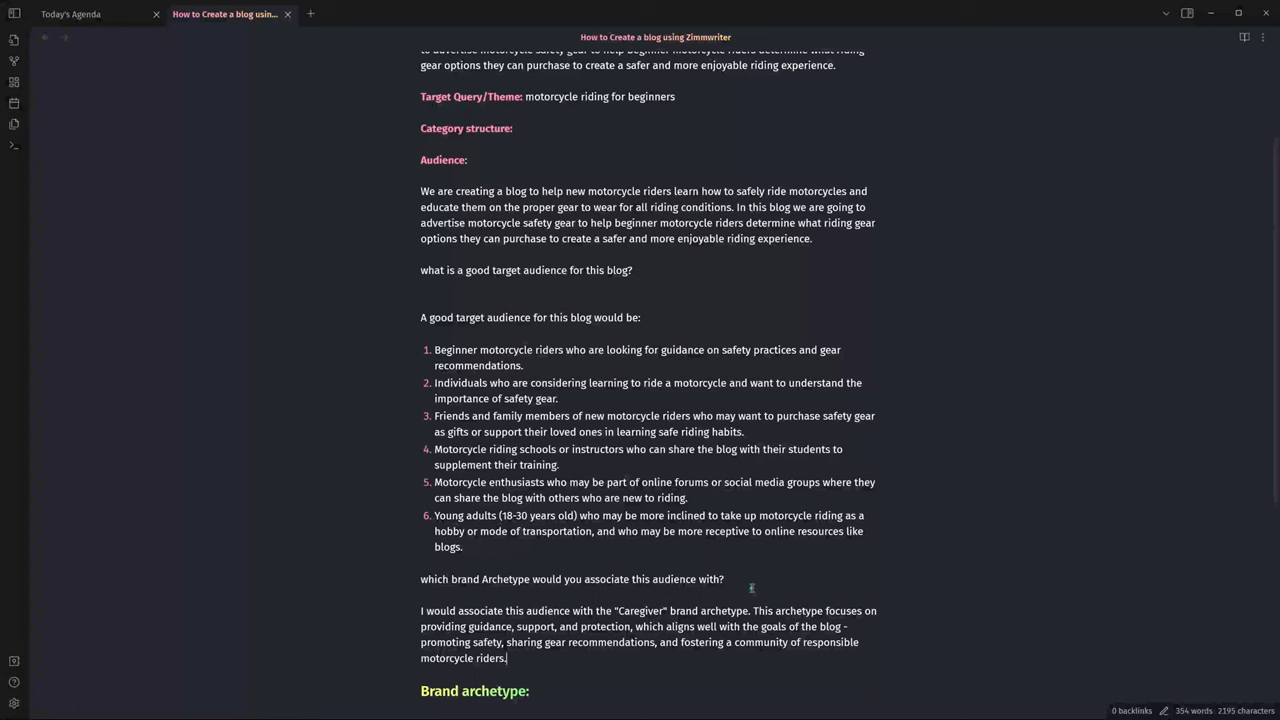 Today's Agenda
How to Create a blog usin...
How to Create a blog using Zimmwriter
to advertise motorcycle safety gear to help Beginner motorcycle riders determine what riding
gear options they can purchase to create a safer and more enjoyable riding experience.
Target Query/Theme: motorcycle riding for beginners
Category structure:
Audience:
We are creating a blog to help new motorcycle riders learn how to safely ride motorcycles and
educate them on the proper gear to wear for all riding conditions. In this blog we are going to
advertise motorcycle safety gear to help beginner motorcycle riders determine what riding gear
options they can purchase to create a safer and more enjoyable riding experience.
what is a good target audience for this blog?
A good target audience for this blog would be:
1. Beginner motorcycle riders who are looking for guidance on safety practices and gear
recommendations.
2. Individuals who are considering learning to ride a motorcycle and want to understand the
importance of safety gear.
3. Friends and family members of new motorcycle riders who may want to purchase safety gear
as gifts or support their loved ones in learning safe riding habits.
4. Motorcycle riding schools or instructors who can share the blog with their students to
supplement their training.
5. Motorcycle enthusiasts who may be part of online forums or social media groups where they
can share the blog with others who are new to riding.
6. Young adults (18-30 years old) who may be more inclined to take up motorcycle riding as a
hobby or mode of transportation, and who may be more receptive to online resources like
blogs.
which brand Archetype would you associate this audience with?
I would associate this audience with the "Caregiver" brand archetype. This archetype focuses on
providing guidance, support, and protection, which aligns well with the goals of the blog -
promoting safety, sharing gear recommendations, and fostering a community of responsible
motorcycle riders.
Brand archetype:
0 backlinks 354 words 2195 characters